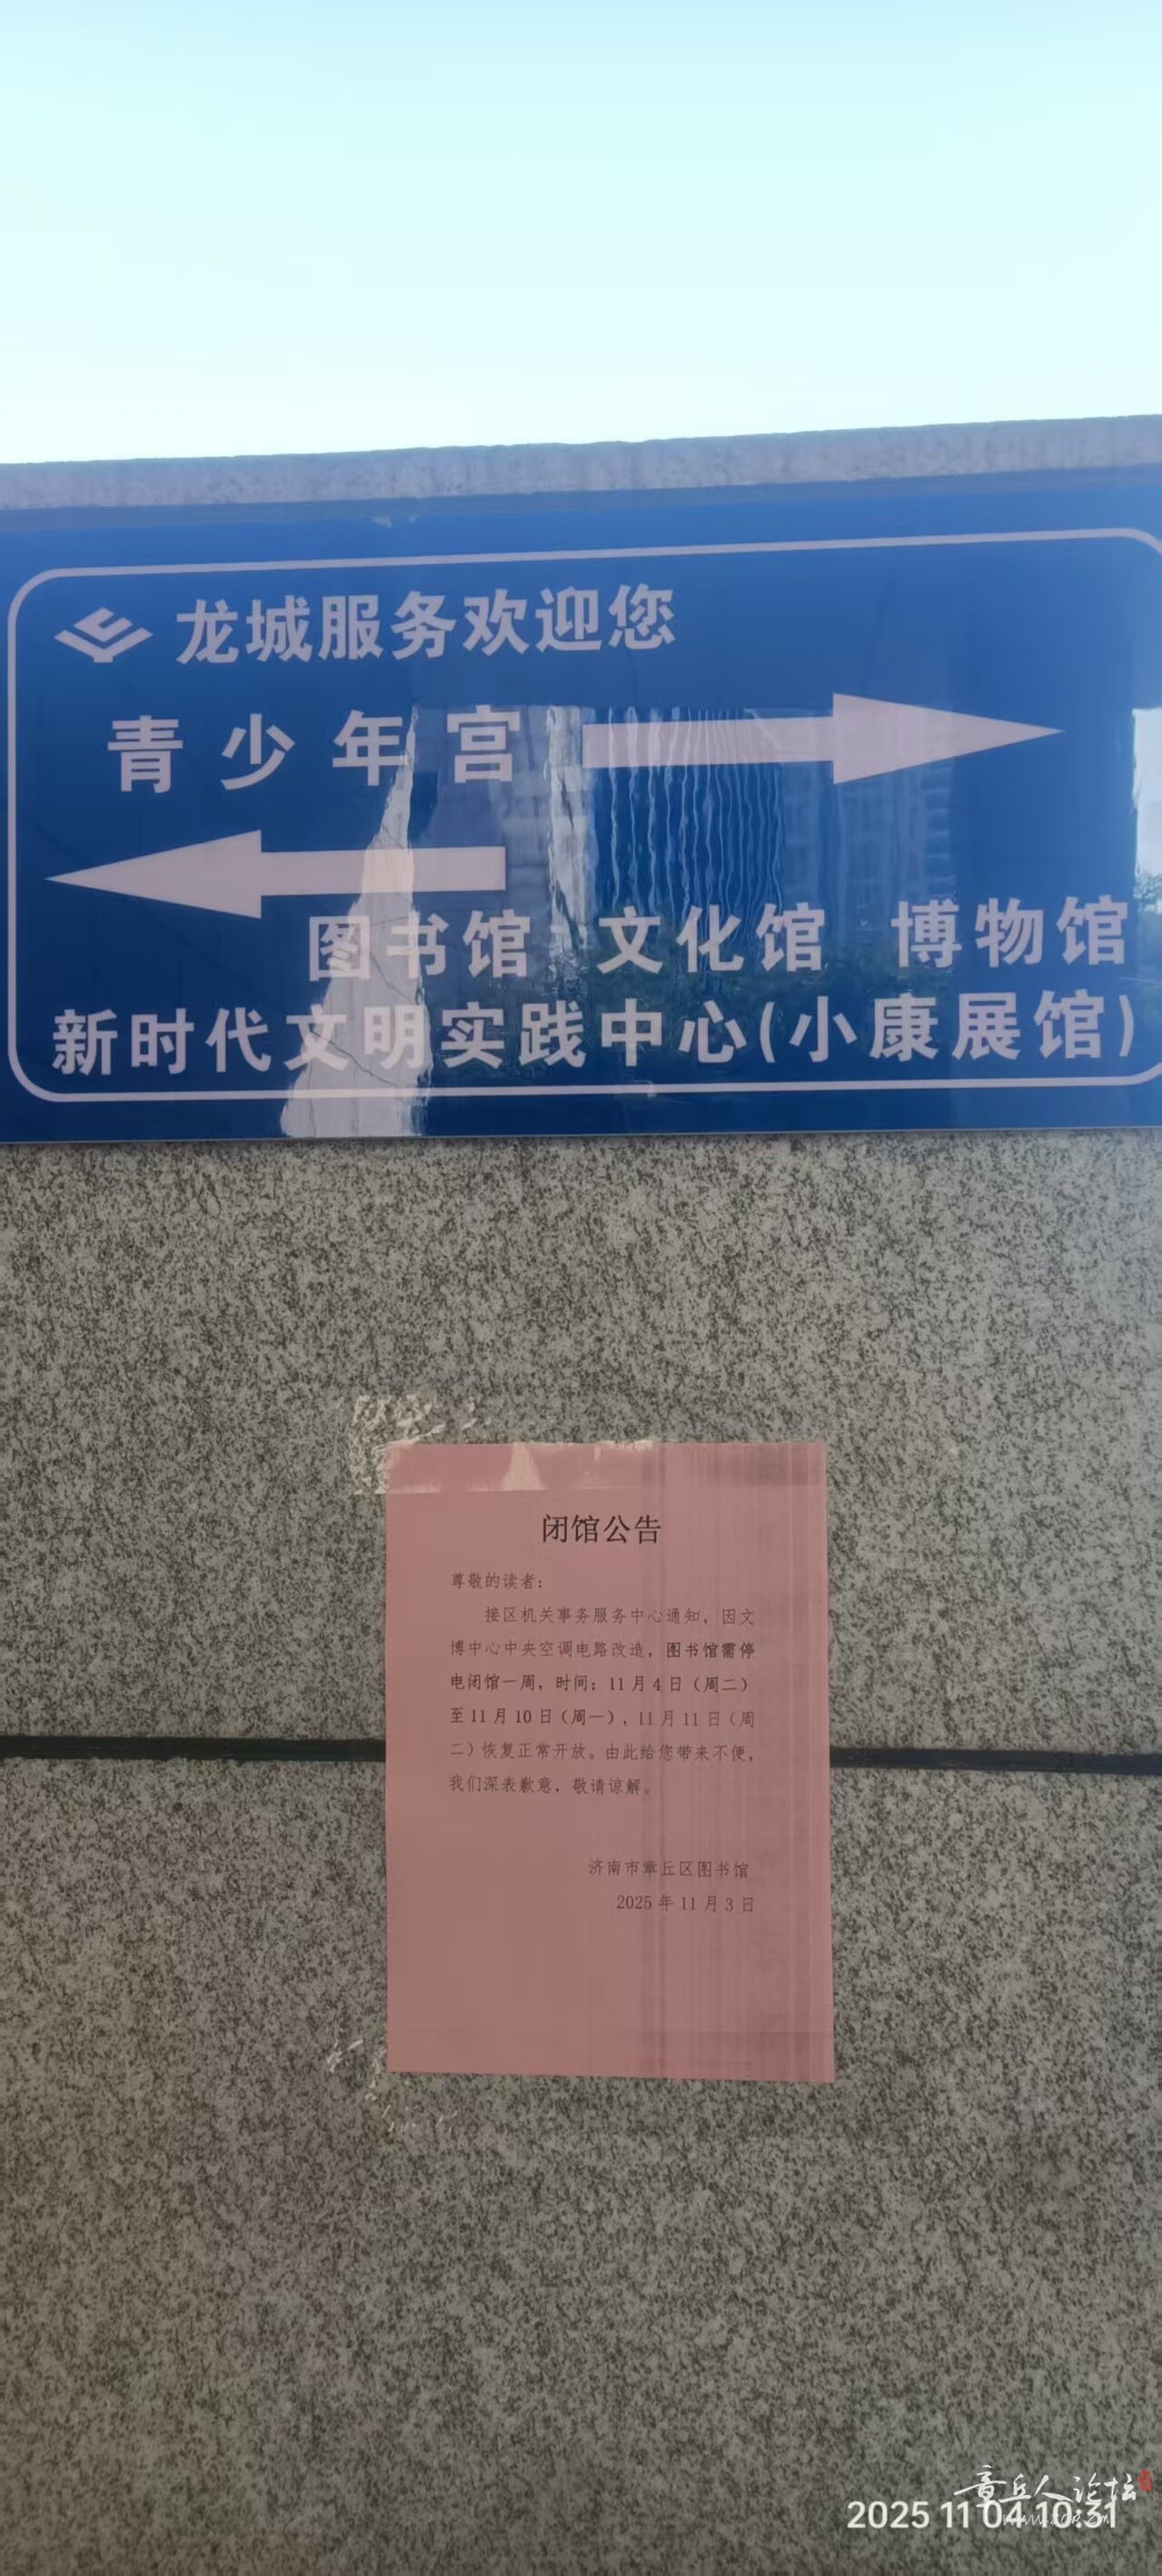 龙城服务欢迎您
青少年宫
图书馆 文化馆 博物馆
新时代文明实践中心(小康展馆)
闭馆公告
尊敬的读者：
接区机关事务服务中心通知，因文
博中心中央空调电路改造，图书馆需停
电闭馆一周，时间：11月4日（周二）
至11月10日（周一），11月11日（周
二）恢复正常开放。由此给您带来不便，
我们深表歉意，敬请谅解。
济南市章丘区图书馆
2025年11月3日
章丘人论坛
2025 11 04 10:31